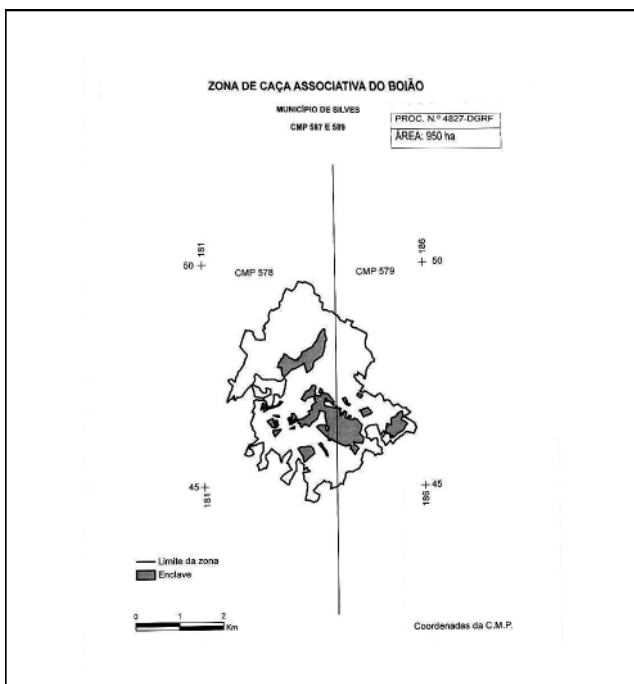 ZONA DE CAÇA ASSOCIATIVA DO BOIÃO
MUNICÍPIO DE SILVES
CMP 587 E 589
PROC. N.º 4827-DGRF
ÁREA: 950 ha
181
186
50
50
CMP 578
CMP 579
45
45
181
186
Limite da zona
Enclave
0 1 2
Km
Coordenadas da C.M.P.